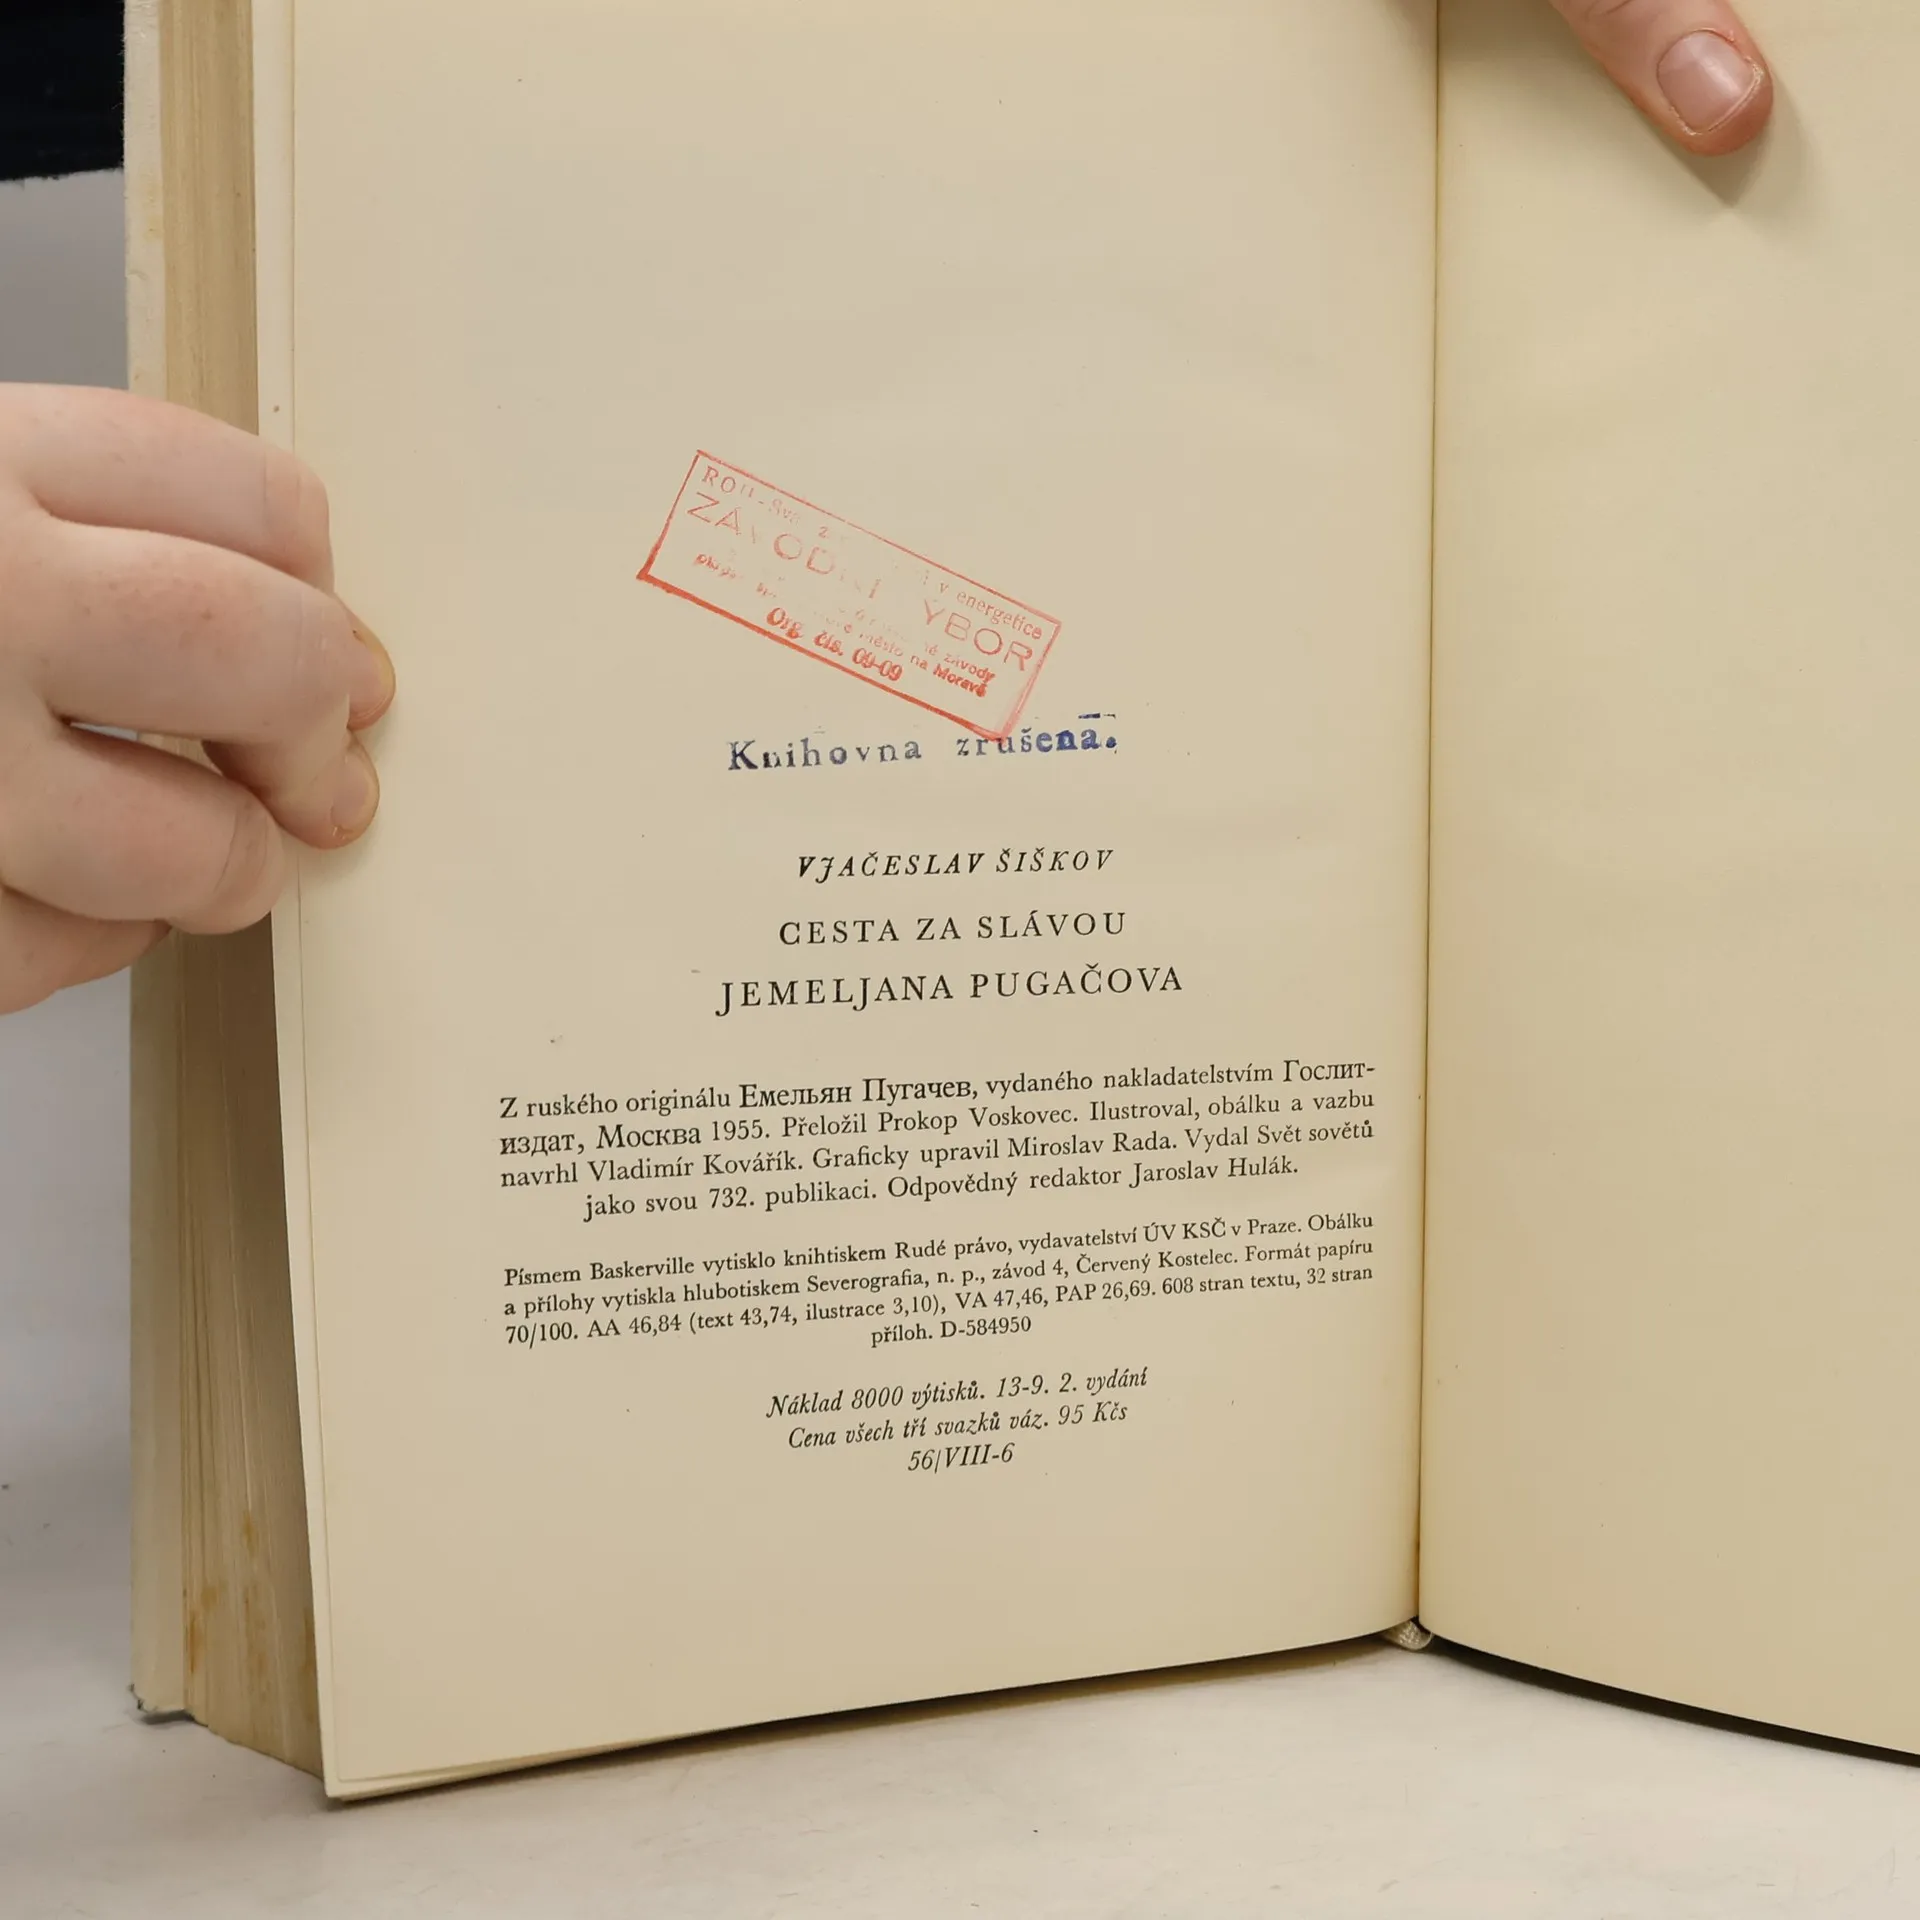 v energetice
ZÁVODNÍ VÝBOR
závody
město na Moravě
Org. čís. 09-09
Knihovna zrušena.
VJAČESLAV ŠIŠKOV
CESTA ZA SLÁVOU
JEMELJANA PUGAČOVA
Z ruského originálu Емельян Пугачев, vydaného nakladatelstvím Гослит-
издат, Москва 1955. Přeložil Prokop Voskovec. Ilustroval, obálku a vazbu
navrhl Vladimír Kovářík. Graficky upravil Miroslav Rada. Vydal Svět sovětů
jako svou 732. publikaci. Odpovědný redaktor Jaroslav Hulák.
Písmem Baskerville vytisklo knihtiskem Rudé právo, vydavatelství ÚV KSČ v Praze. Obálku
a přílohy vytiskla hlubotiskem Severografia, n. p., závod 4, Červený Kostelec. Formát papíru
70/100. AA 46,84 (text 43,74, ilustrace 3,10), VA 47,46, PAP 26,69. 608 stran textu, 32 stran
příloh. D-584950
Náklad 8000 výtisků. 13-9. 2. vydání
Cena všech tří svazků váz. 95 Kčs
56/VIII-6